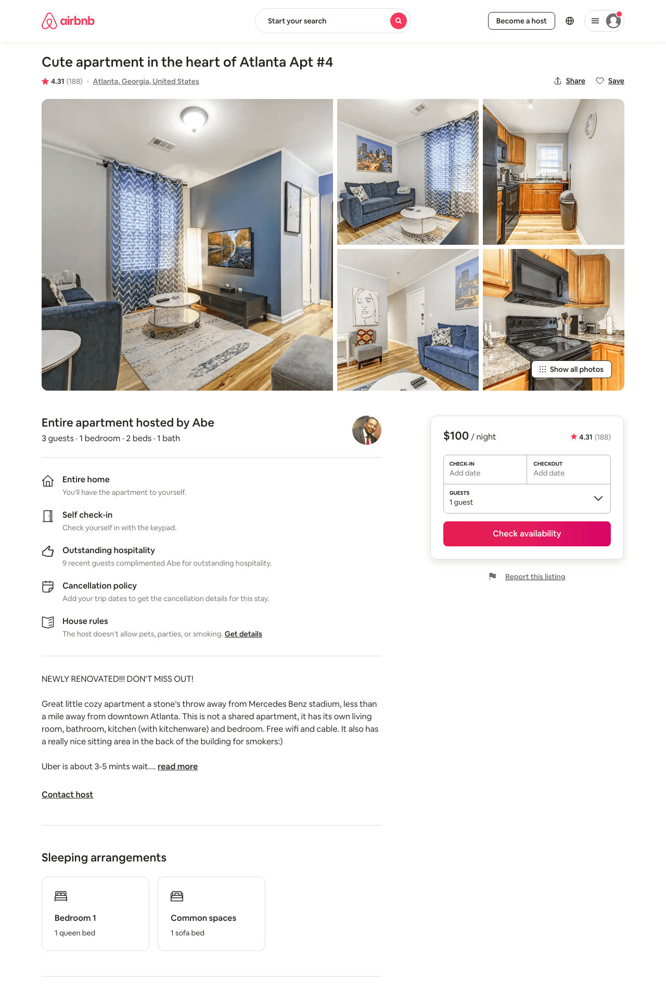 airbnb
Start your search
Become a host
Cute apartment in the heart of Atlanta Apt #4
4.31 (188) · Atlanta, Georgia, United States
Share
Save
Show all photos
Entire apartment hosted by Abe
3 guests · 1 bedroom · 2 beds · 1 bath
Entire home
You’ll have the apartment to yourself.
Self check-in
Check yourself in with the keypad.
Outstanding hospitality
9 recent guests complimented Abe for outstanding hospitality.
Cancellation policy
Add your trip dates to get the cancellation details for this stay.
House rules
The host doesn’t allow pets, parties, or smoking. Get details
NEWLY RENOVATED!!! DON'T MISS OUT!
Great little cozy apartment a stone's throw away from Mercedes Benz stadium, less than
a mile away from downtown Atlanta. This is not a shared apartment, it has its own living
room, bathroom, kitchen (with kitchenware) and bedroom. Free wifi and cable. It also has
a really nice sitting area in the back of the building for smokers:)
Uber is about 3-5 mints wait.... read more
Contact host
Sleeping arrangements
Bedroom 1
1 queen bed
Common spaces
1 sofa bed
$100 / night
4.31 (188)
CHECK-IN
Add date
CHECKOUT
Add date
GUESTS
1 guest
Check availability
Report this listing